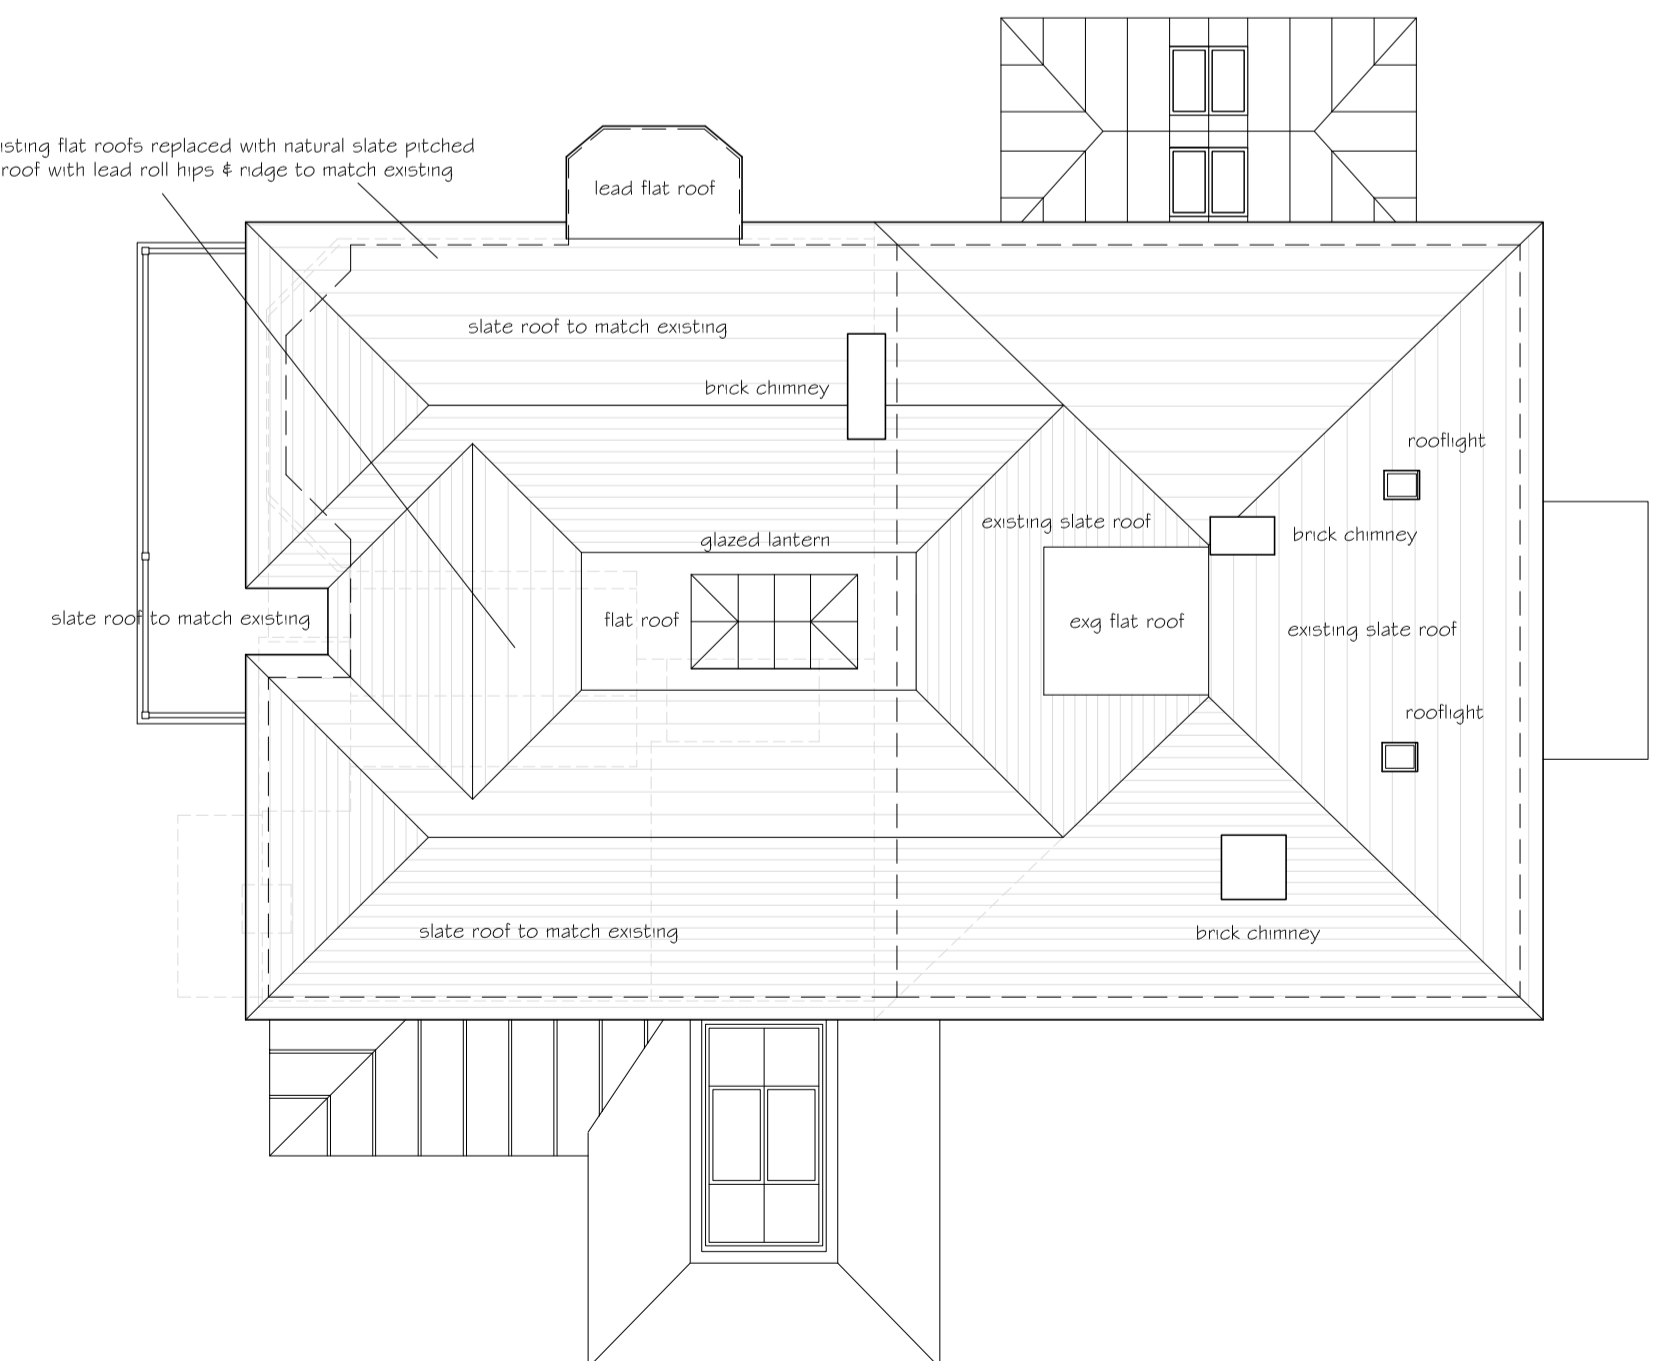 isting flat roofs replaced with natural slate pitched
roof with lead roll hips & ridge to match existing
lead flat roof
slate roof to match existing
brick chimney
rooflight
existing slate roof
brick chimney
glazed lantern
slate roof to match existing
flat roof
exg flat roof
existing slate roof
rooflight
slate roof to match existing
brick chimney